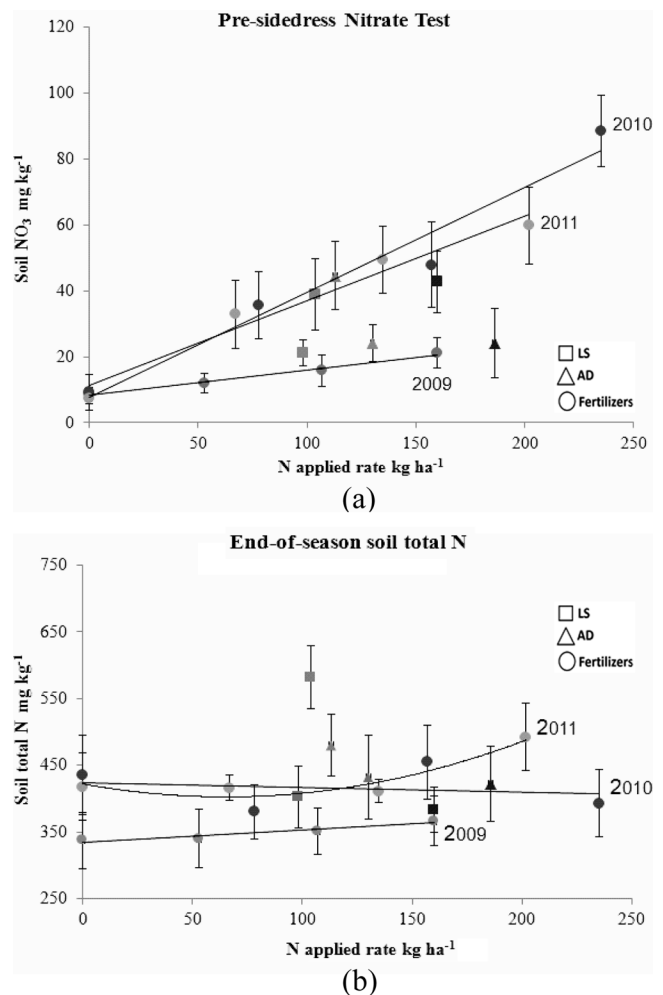 Pre-sidedress Nitrate Test
120
100
80
60
40
20
0
Soil NO3 mg kg-1
2010
2011
2009
LS
AD
Fertilizers
0 50 100 150 200 250
N applied rate kg ha-1
(a)
End-of-season soil total N
750
650
550
450
350
250
Soil total N mg kg-1
LS
AD
Fertilizers
2011
2010
2009
0 50 100 150 200 250
N applied rate kg ha-1
(b)